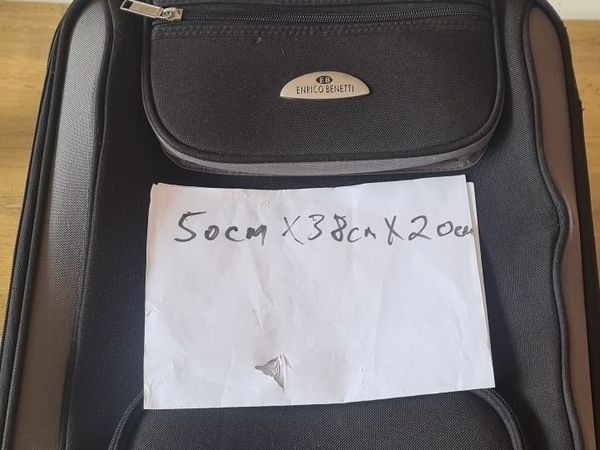 EB
ENRICO BENETTI
50cm X 38cm X 20cm